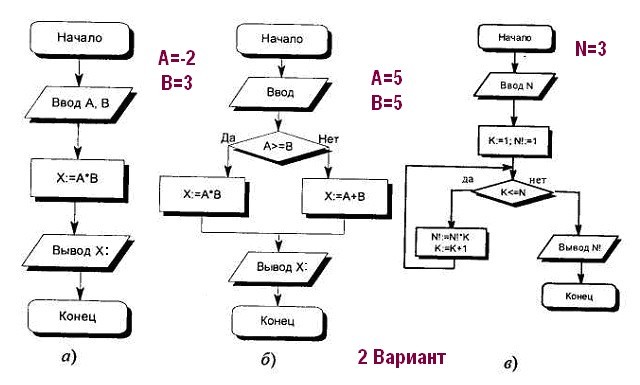 Начало
Ввод A, B
X:=A*B
Вывод X:
Конец
а)
A=-2
B=3
Начало
Ввод
A>=B
Да
Нет
X:=A*B
X:=A+B
Вывод X:
Конец
б)
A=5
B=5
2 Вариант
Начало
Ввод N
K:=1; N!:=1
K<=N
да
нет
N!:=N!*K
K:=K+1
Вывод N!
Конец
в)
N=3